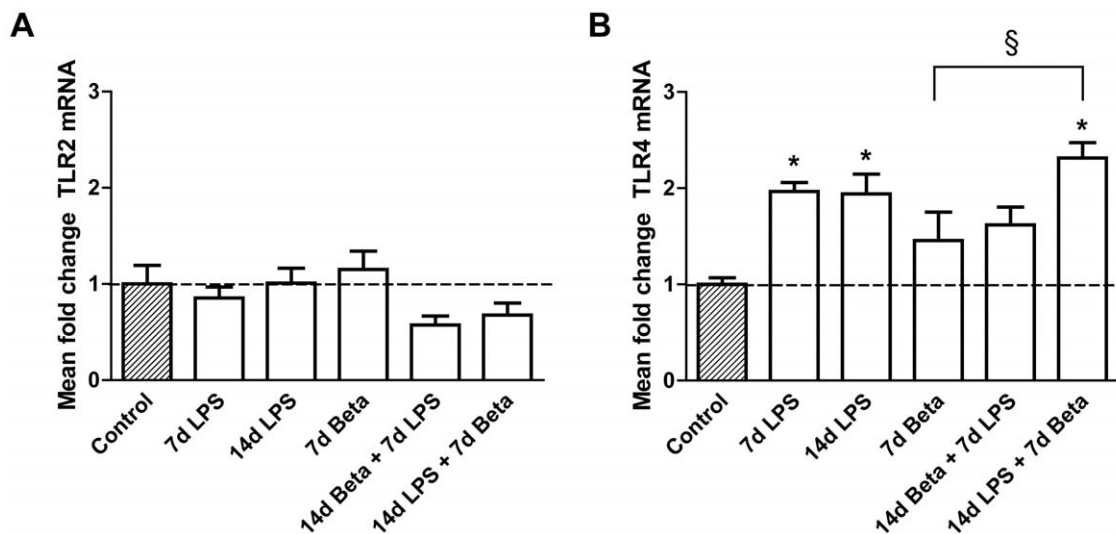 A
Mean fold change TLR2 mRNA
3
2
1
0
Control
7d LPS
14d LPS
7d Beta
14d Beta + 7d LPS
14d LPS + 7d Beta
B
Mean fold change TLR4 mRNA
3
2
1
0
§
*
*
*
Control
7d LPS
14d LPS
7d Beta
14d Beta + 7d LPS
14d LPS + 7d Beta